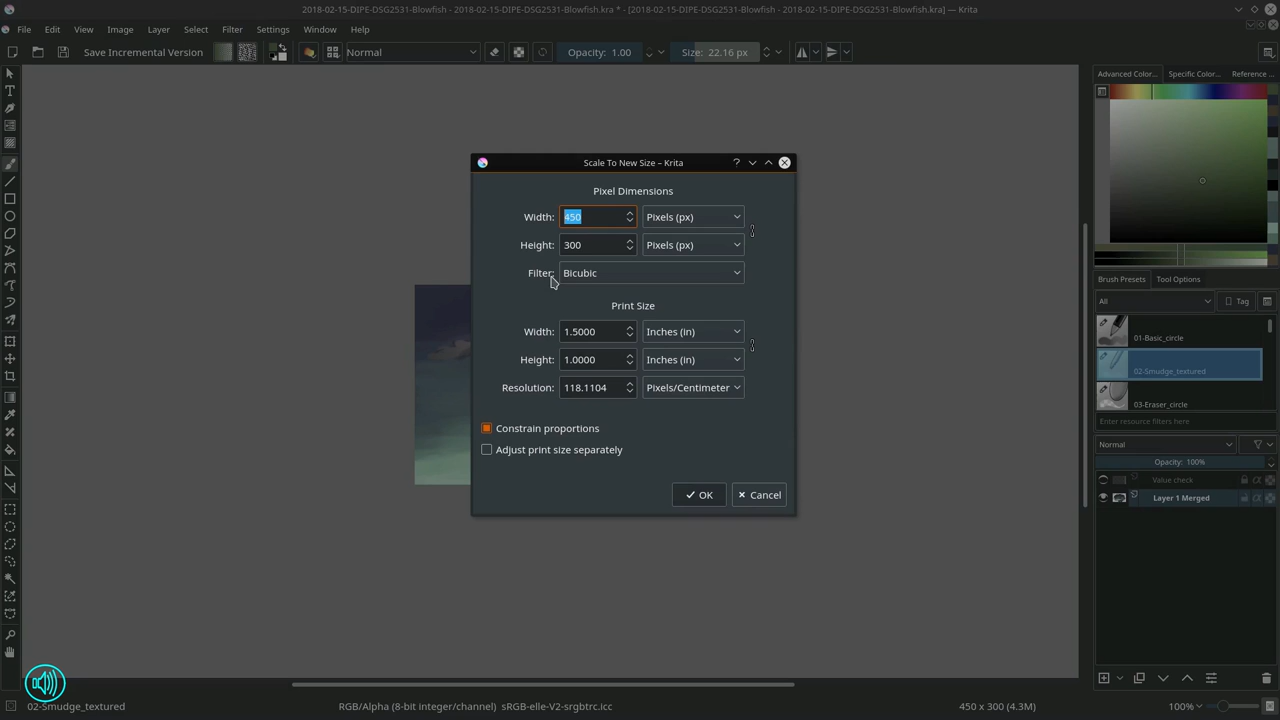 2018-02-15-DIPE-DSG2531-Blowfish.kra * - [2018-02-15-DIPE-DSG2531-Blowfish - 2018-02-15-DIPE-DSG2531-Blowfish.kra] — Krita
File Edit View Image Layer Select Filter Settings Window Help
Save Incremental Version Normal Opacity: 1.00 Size: 22.16 px
Advanced Color... Specific Color... Reference ...
Scale To New Size – Krita
Pixel Dimensions
Width: 450 Pixels (px)
Height: 300 Pixels (px)
Filter: Bicubic
Print Size
Width: 1.5000 Inches (in)
Height: 1.0000 Inches (in)
Resolution: 118.1104 Pixels/Centimeter
Constrain proportions
Adjust print size separately
OK Cancel
Brush Presets Tool Options
All Tag
01-Basic_circle
02-Smudge_textured
03-Eraser_circle
Enter resource filters here
Normal
Opacity: 100%
Value check
Layer 1 Merged
02-Smudge_textured RGB/Alpha (8-bit integer/channel) sRGB-elle-V2-srgbtrc.icc 450 x 300 (4.3M) 100%